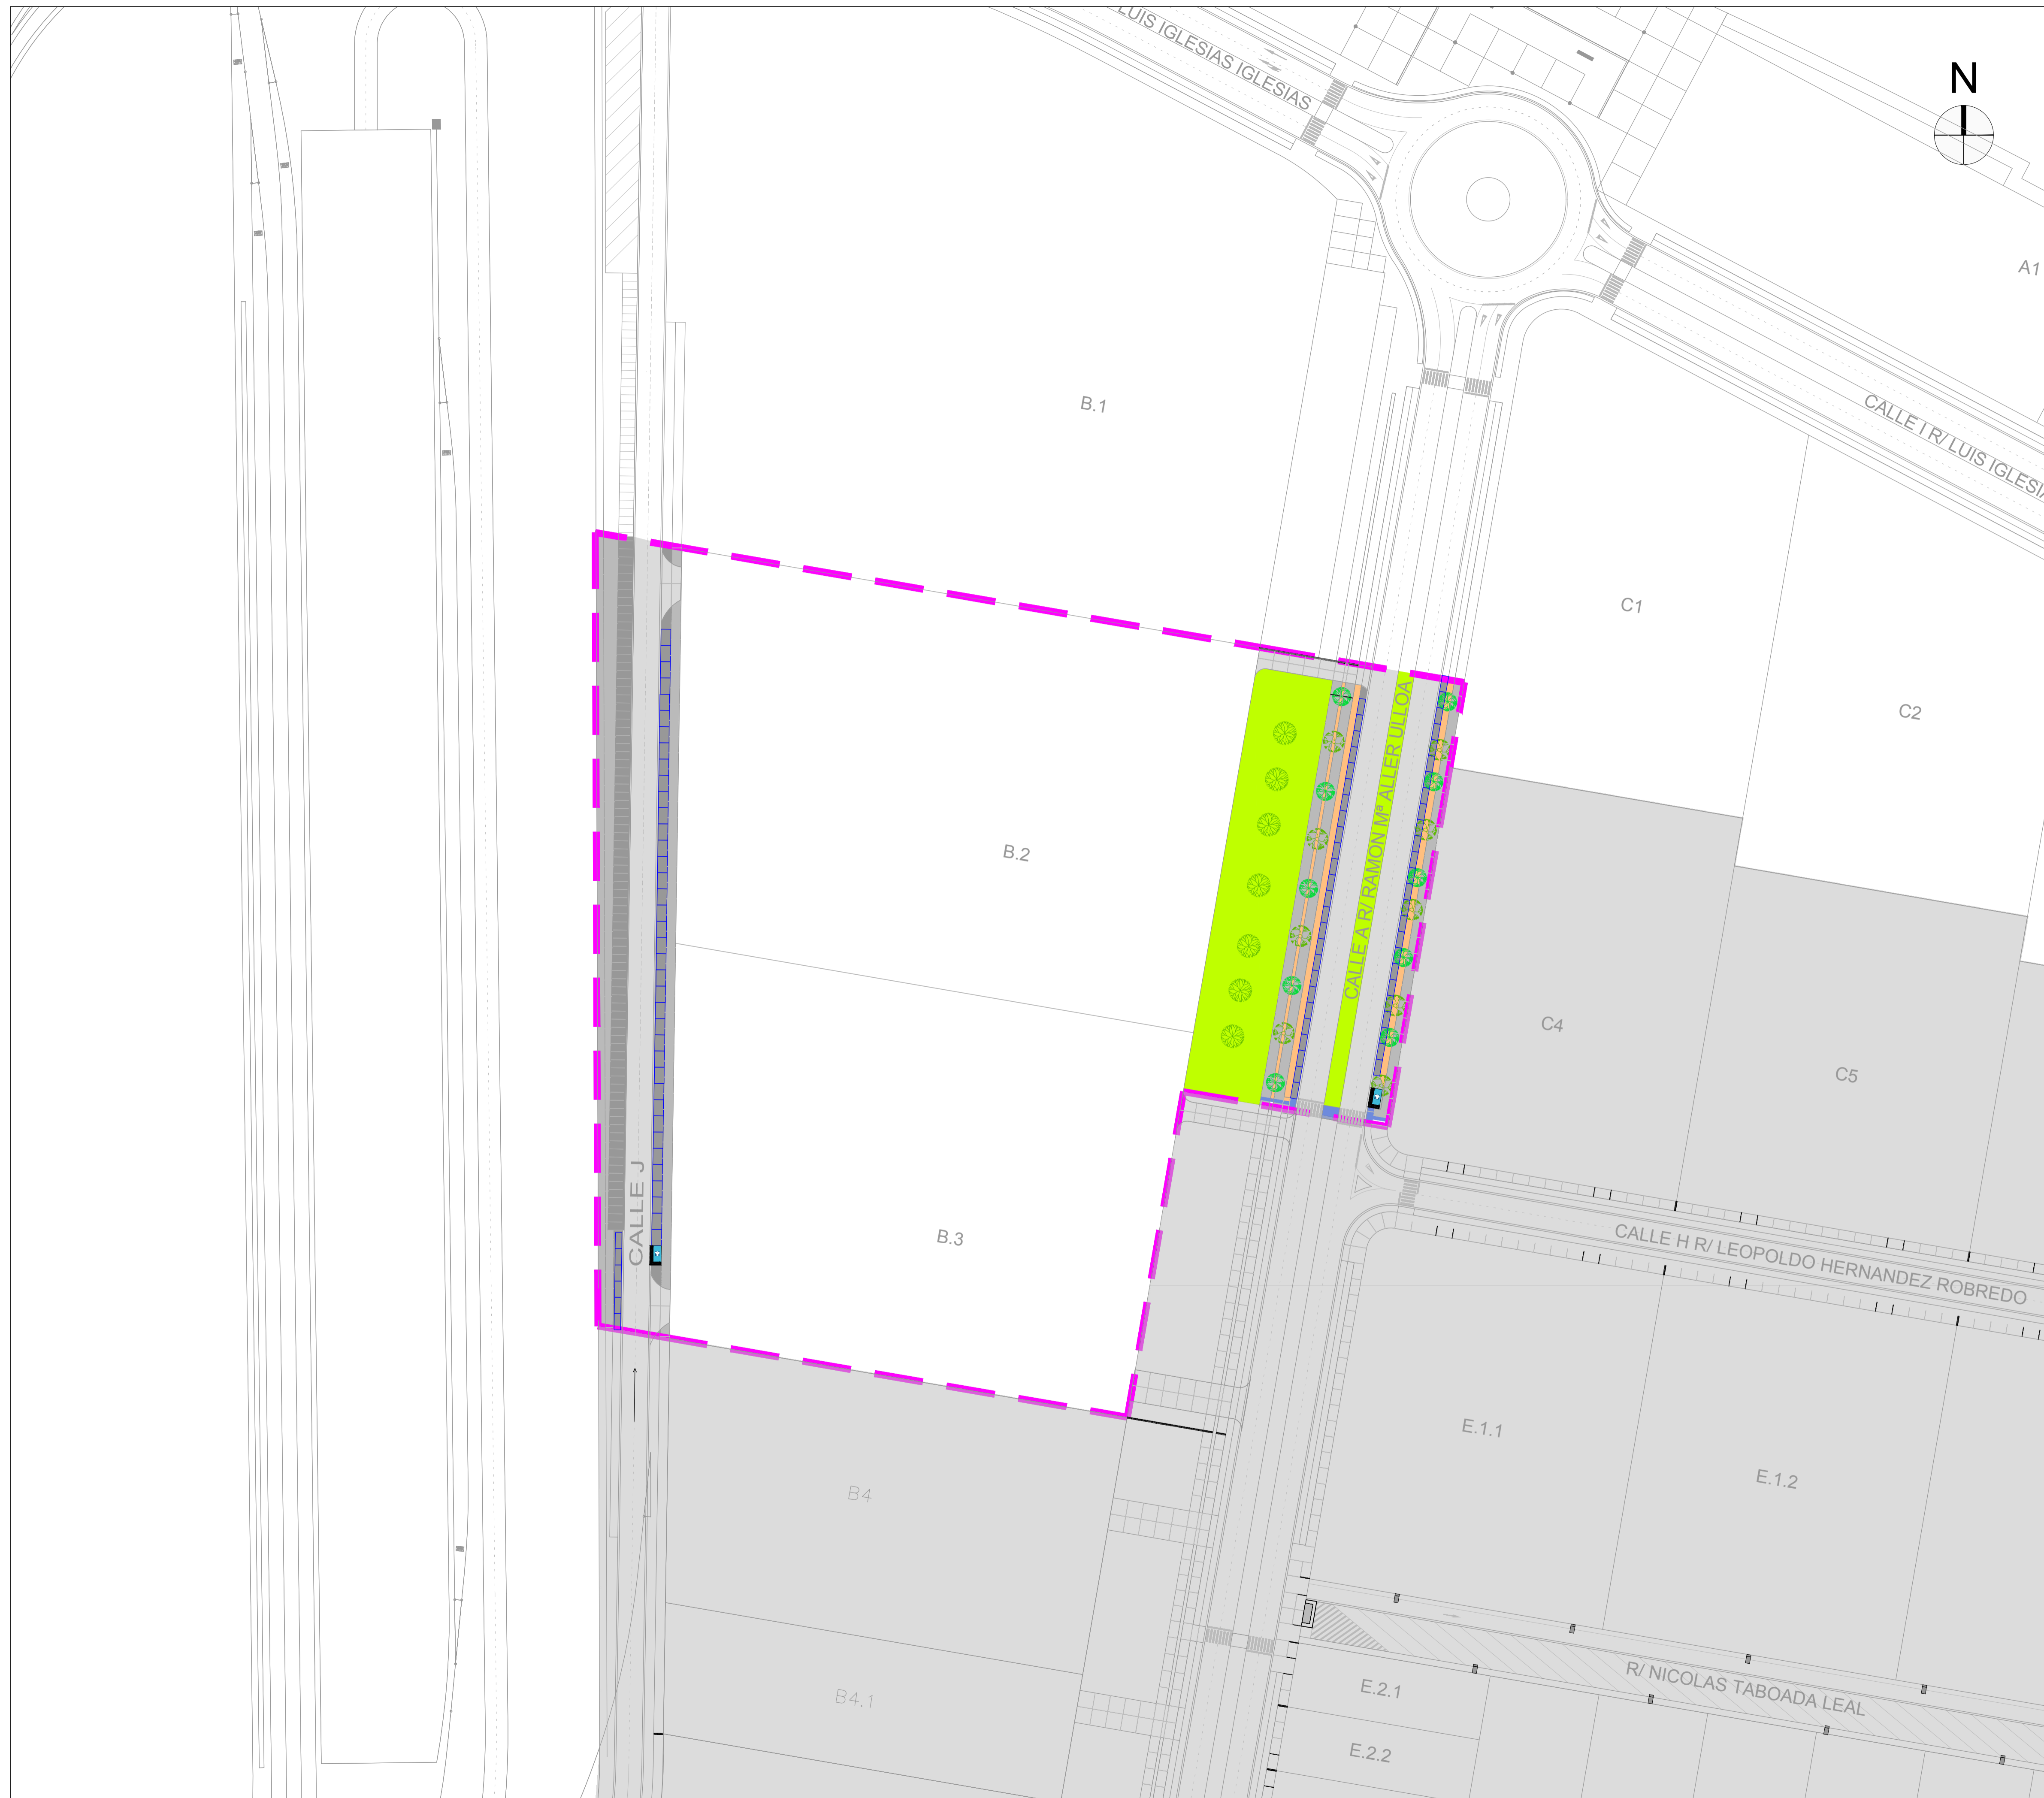 LUIS IGLESIAS IGLESIAS
N
A1
B.1
CALLE I R/ LUIS IGLESIA
C1
C2
CALLE A R/ RAMON Mª ALLER ULLOA
B.2
C4
C5
CALLE J
B.3
CALLE H R/ LEOPOLDO HERNANDEZ ROBREDO
E.1.1
E.1.2
B4
R/ NICOLAS TABOADA LEAL
E.2.1
B4.1
E.2.2